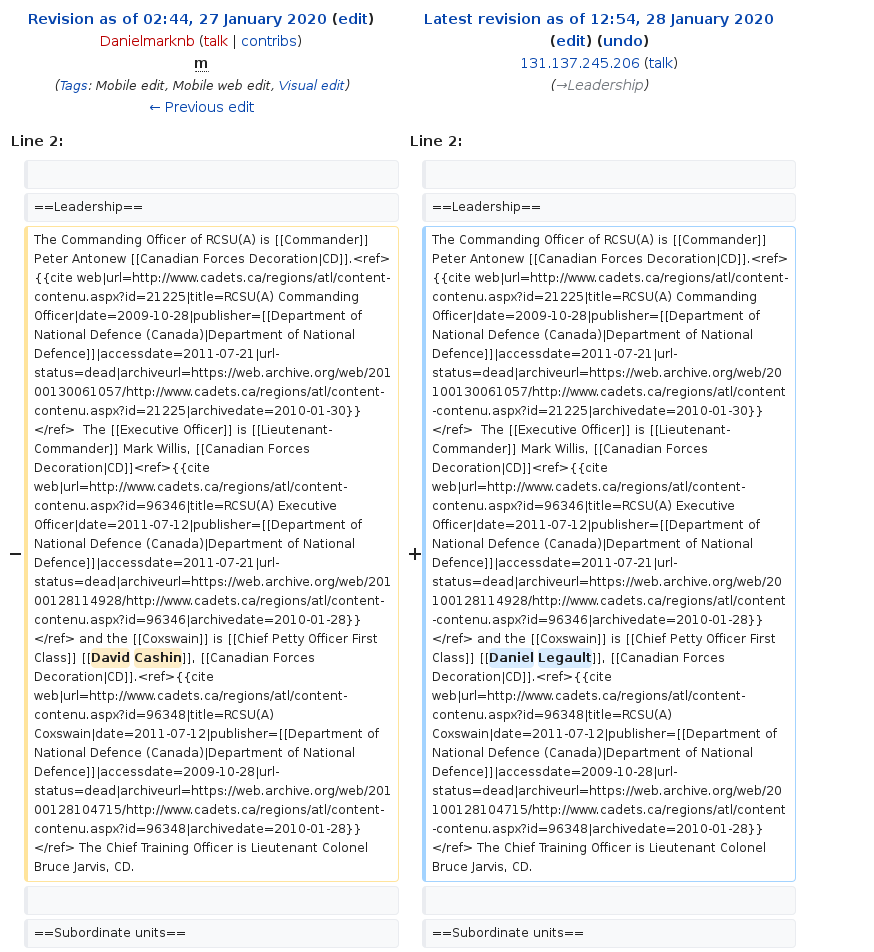 Revision as of 02:44, 27 January 2020 (edit)
Danielmarknb (talk | contribs)
m
(Tags: Mobile edit, Mobile web edit, Visual edit)
← Previous edit
Line 2:
==Leadership==
−
The Commanding Officer of RCSU(A) is [[Commander]]
Peter Antonew [[Canadian Forces Decoration|CD]].<ref>
{{cite web|url=http://www.cadets.ca/regions/atl/content-
contenu.aspx?id=21225|title=RCSU(A) Commanding
Officer|date=2009-10-28|publisher=[[Department of
National Defence (Canada)|Department of National
Defence]]|accessdate=2011-07-21|url-
status=dead|archiveurl=https://web.archive.org/web/201
00130061057/http://www.cadets.ca/regions/atl/content-
contenu.aspx?id=21225|archivedate=2010-01-30}}
</ref>  The [[Executive Officer]] is [[Lieutenant-
Commander]] Mark Willis, [[Canadian Forces
Decoration|CD]]<ref>{{cite
web|url=http://www.cadets.ca/regions/atl/content-
contenu.aspx?id=96346|title=RCSU(A) Executive
Officer|date=2011-07-12|publisher=[[Department of
National Defence (Canada)|Department of National
Defence]]|accessdate=2011-07-21|url-
status=dead|archiveurl=https://web.archive.org/web/201
00128114928/http://www.cadets.ca/regions/atl/content-
contenu.aspx?id=96346|archivedate=2010-01-28}}
</ref> and the [[Coxswain]] is [[Chief Petty Officer First
Class]] [[David Cashin]], [[Canadian Forces
Decoration|CD]].<ref>{{cite
web|url=http://www.cadets.ca/regions/atl/content-
contenu.aspx?id=96348|title=RCSU(A)
Coxswain|date=2011-07-12|publisher=[[Department of
National Defence (Canada)|Department of National
Defence]]|accessdate=2009-10-28|url-
status=dead|archiveurl=https://web.archive.org/web/201
00128104715/http://www.cadets.ca/regions/atl/content-
contenu.aspx?id=96348|archivedate=2010-01-28}}
</ref> The Chief Training Officer is Lieutenant Colonel
Bruce Jarvis, CD.
==Subordinate units==
Latest revision as of 12:54, 28 January 2020
(edit) (undo)
131.137.245.206 (talk)
(→Leadership)
Line 2:
==Leadership==
+
The Commanding Officer of RCSU(A) is [[Commander]]
Peter Antonew [[Canadian Forces Decoration|CD]].<ref>
{{cite web|url=http://www.cadets.ca/regions/atl/content-
contenu.aspx?id=21225|title=RCSU(A) Commanding
Officer|date=2009-10-28|publisher=[[Department of
National Defence (Canada)|Department of National
Defence]]|accessdate=2011-07-21|url-
status=dead|archiveurl=https://web.archive.org/web/20
100130061057/http://www.cadets.ca/regions/atl/content
-contenu.aspx?id=21225|archivedate=2010-01-30}}
</ref>  The [[Executive Officer]] is [[Lieutenant-
Commander]] Mark Willis, [[Canadian Forces
Decoration|CD]]<ref>{{cite
web|url=http://www.cadets.ca/regions/atl/content-
contenu.aspx?id=96346|title=RCSU(A) Executive
Officer|date=2011-07-12|publisher=[[Department of
National Defence (Canada)|Department of National
Defence]]|accessdate=2011-07-21|url-
status=dead|archiveurl=https://web.archive.org/web/20
100128114928/http://www.cadets.ca/regions/atl/content
-contenu.aspx?id=96346|archivedate=2010-01-28}}
</ref> and the [[Coxswain]] is [[Chief Petty Officer First
Class]] [[Daniel Legault]], [[Canadian Forces
Decoration|CD]].<ref>{{cite
web|url=http://www.cadets.ca/regions/atl/content-
contenu.aspx?id=96348|title=RCSU(A)
Coxswain|date=2011-07-12|publisher=[[Department of
National Defence (Canada)|Department of National
Defence]]|accessdate=2009-10-28|url-
status=dead|archiveurl=https://web.archive.org/web/20
100128104715/http://www.cadets.ca/regions/atl/content
-contenu.aspx?id=96348|archivedate=2010-01-28}}
</ref> The Chief Training Officer is Lieutenant Colonel
Bruce Jarvis, CD.
==Subordinate units==